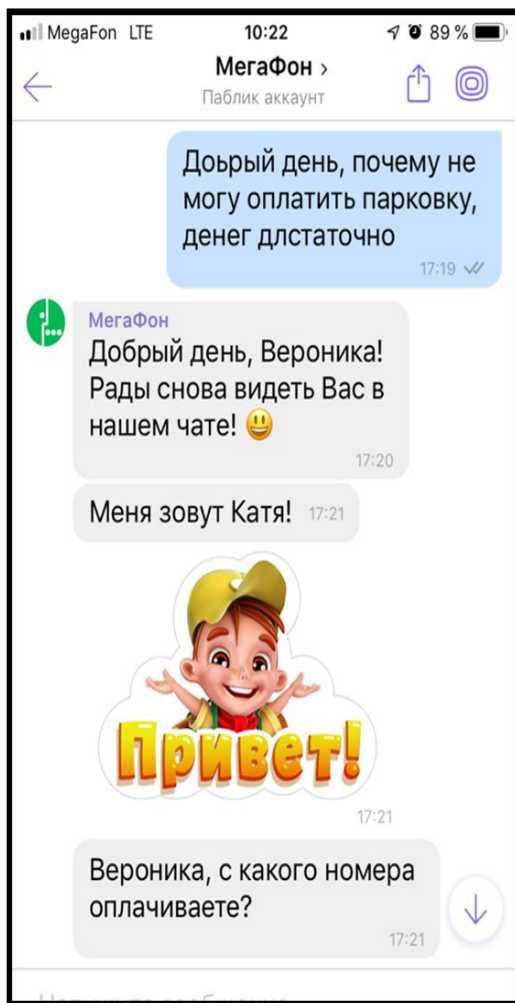 MegaFon LTE 10:22 89 %
МегаФон ›
Паблик аккаунт
Доьрый день, почему не
могу оплатить парковку,
денег длстаточно
17:19
МегаФон
Добрый день, Вероника!
Рады снова видеть Вас в
нашем чате! 😃
17:20
Меня зовут Катя! 17:21
Привет!
17:21
Вероника, с какого номера
оплачиваете?
17:21